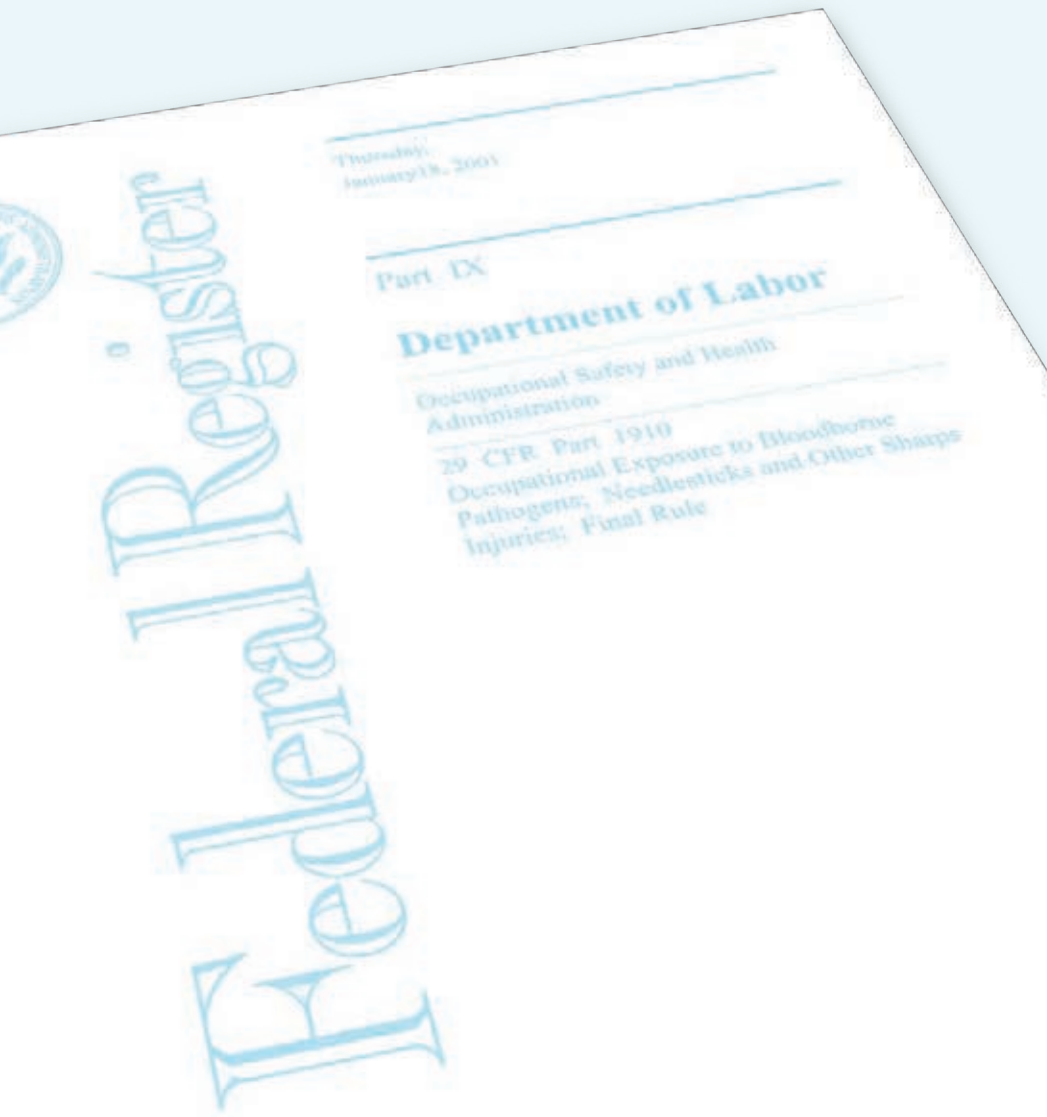 Federal Register
Thursday,
January 18, 2001
Part IX
Department of Labor
Occupational Safety and Health
Administration
29 CFR Part 1910
Occupational Exposure to Bloodborne
Pathogens; Needlesticks and Other Sharps
Injuries; Final Rule